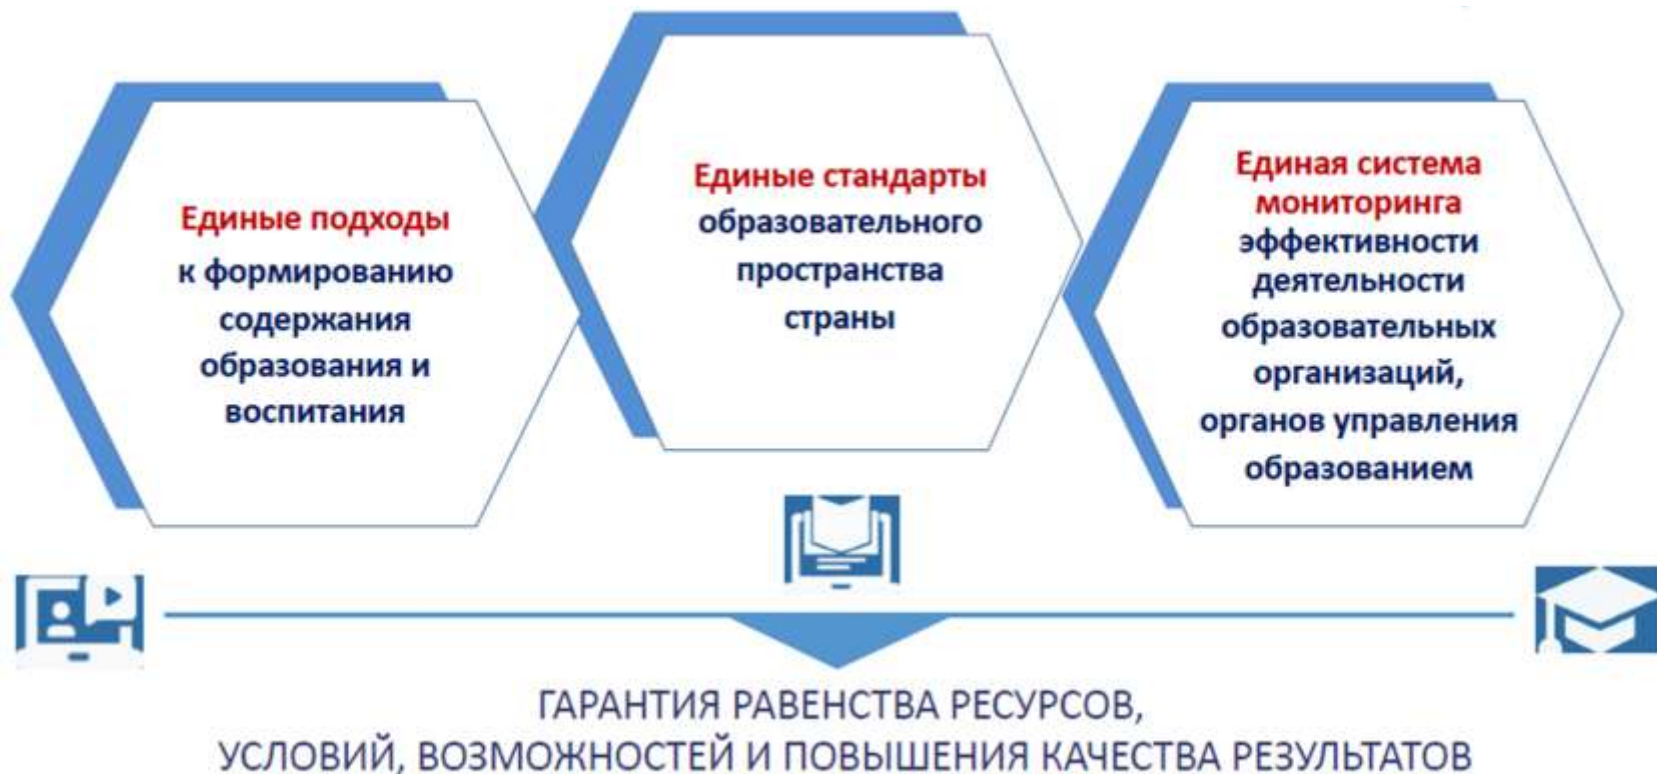 Единые подходы
к формированию
содержания
образования и
воспитания
Единые стандарты
образовательного
пространства
страны
Единая система
мониторинга
эффективности
деятельности
образовательных
организаций,
органов управления
образованием
ГАРАНТИЯ РАВЕНСТВА РЕСУРСОВ,
УСЛОВИЙ, ВОЗМОЖНОСТЕЙ И ПОВЫШЕНИЯ КАЧЕСТВА РЕЗУЛЬТАТОВ